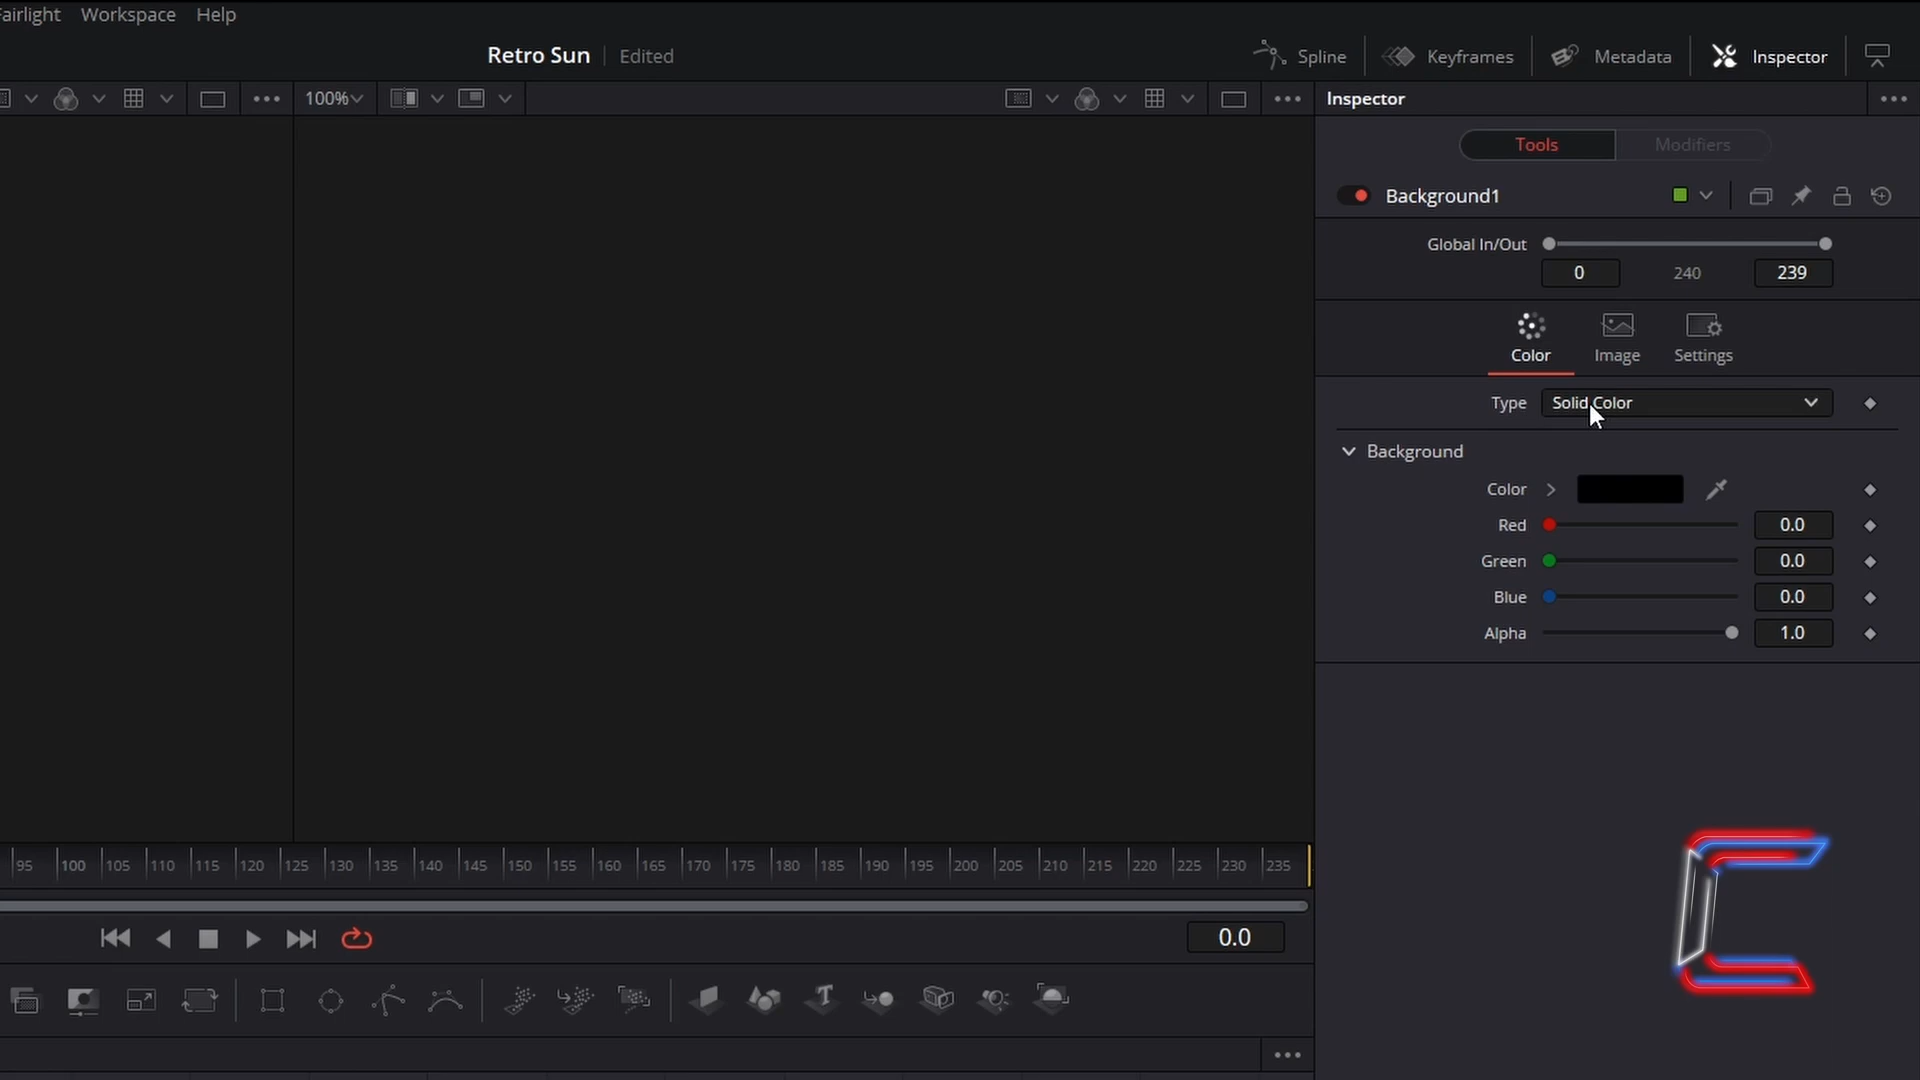 Fairlight Workspace Help
Retro Sun Edited
Spline Keyframes Metadata Inspector
100%
Inspector
Tools Modifiers
Background1
Global In/Out
0 240 239
Color Image Settings
Type Solid Color
Background
Color
Red 0.0
Green 0.0
Blue 0.0
Alpha 1.0
95 100 105 110 115 120 125 130 135 140 145 150 155 160 165 170 175 180 185 190 195 200 205 210 215 220 225 230 235
0.0